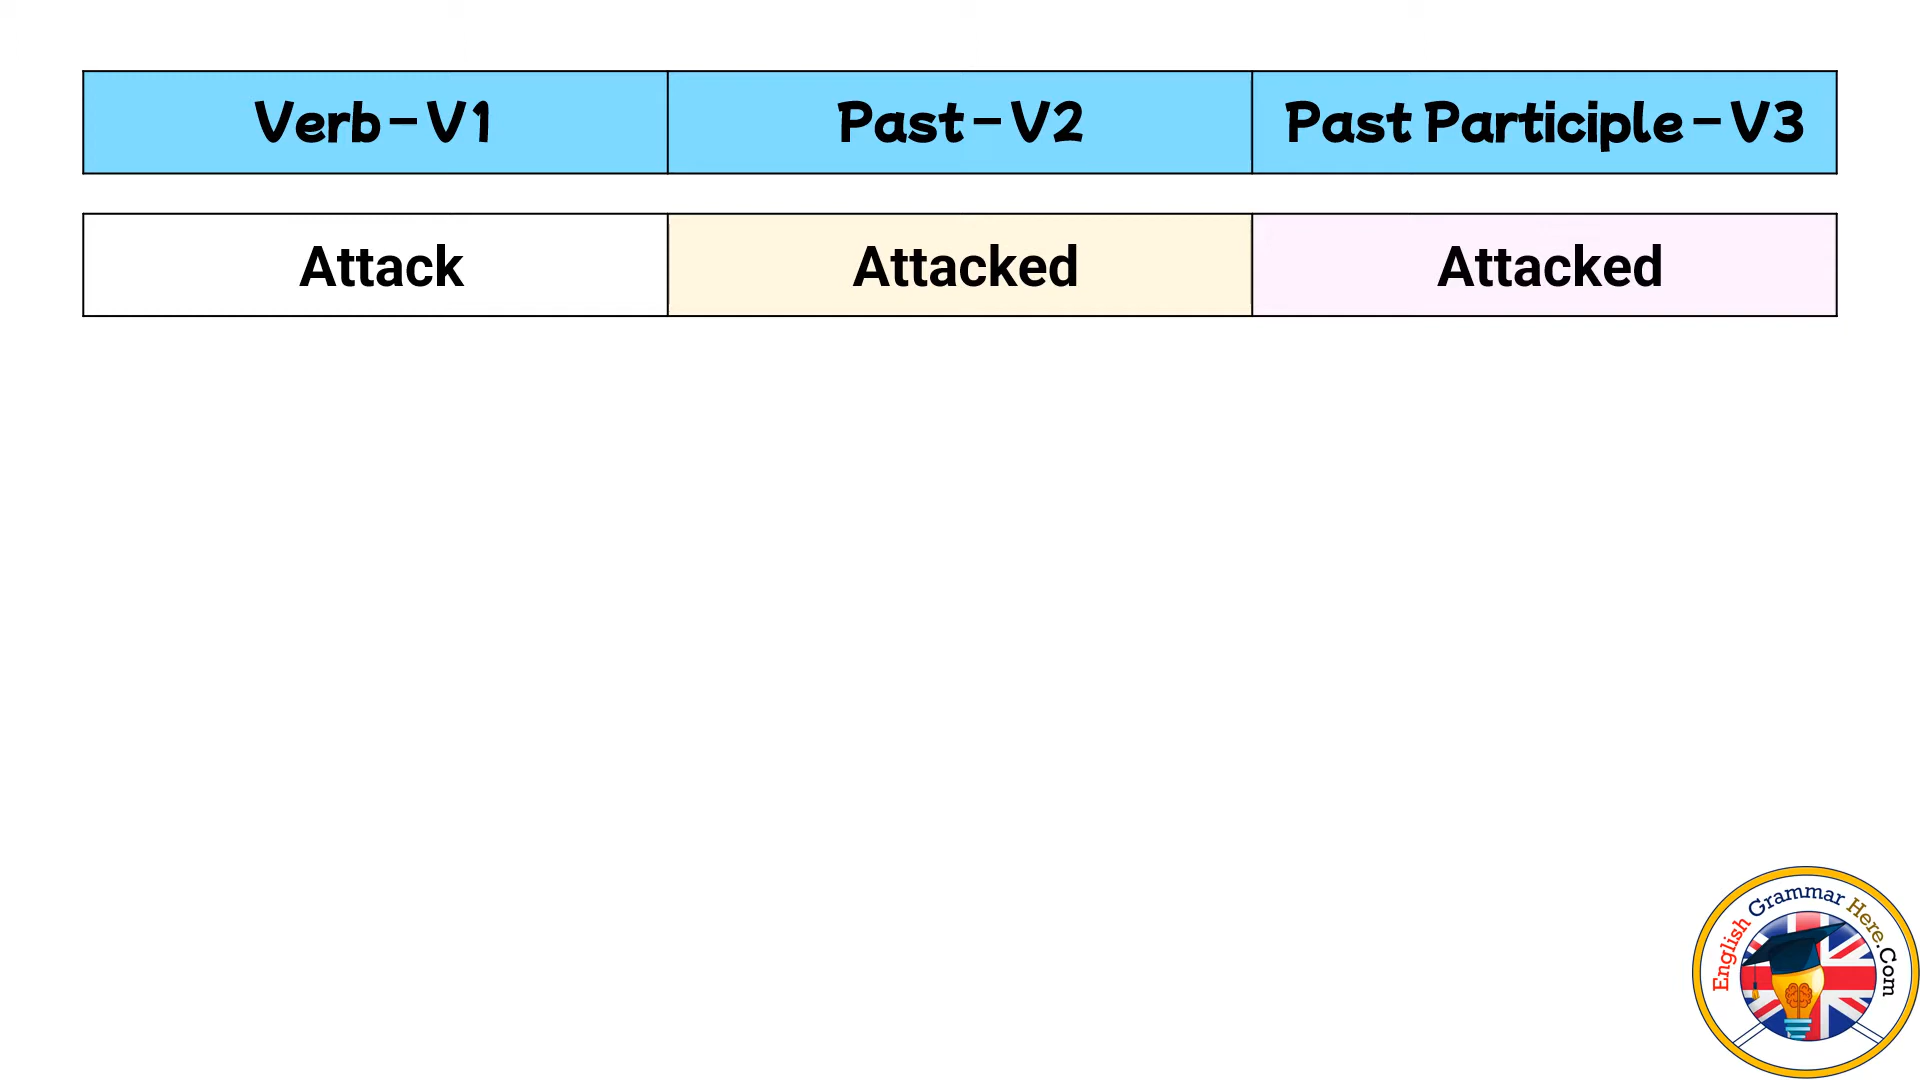 Verb – V1 Past – V2 Past Participle – V3
Attack Attacked Attacked
English Grammar Here.Com